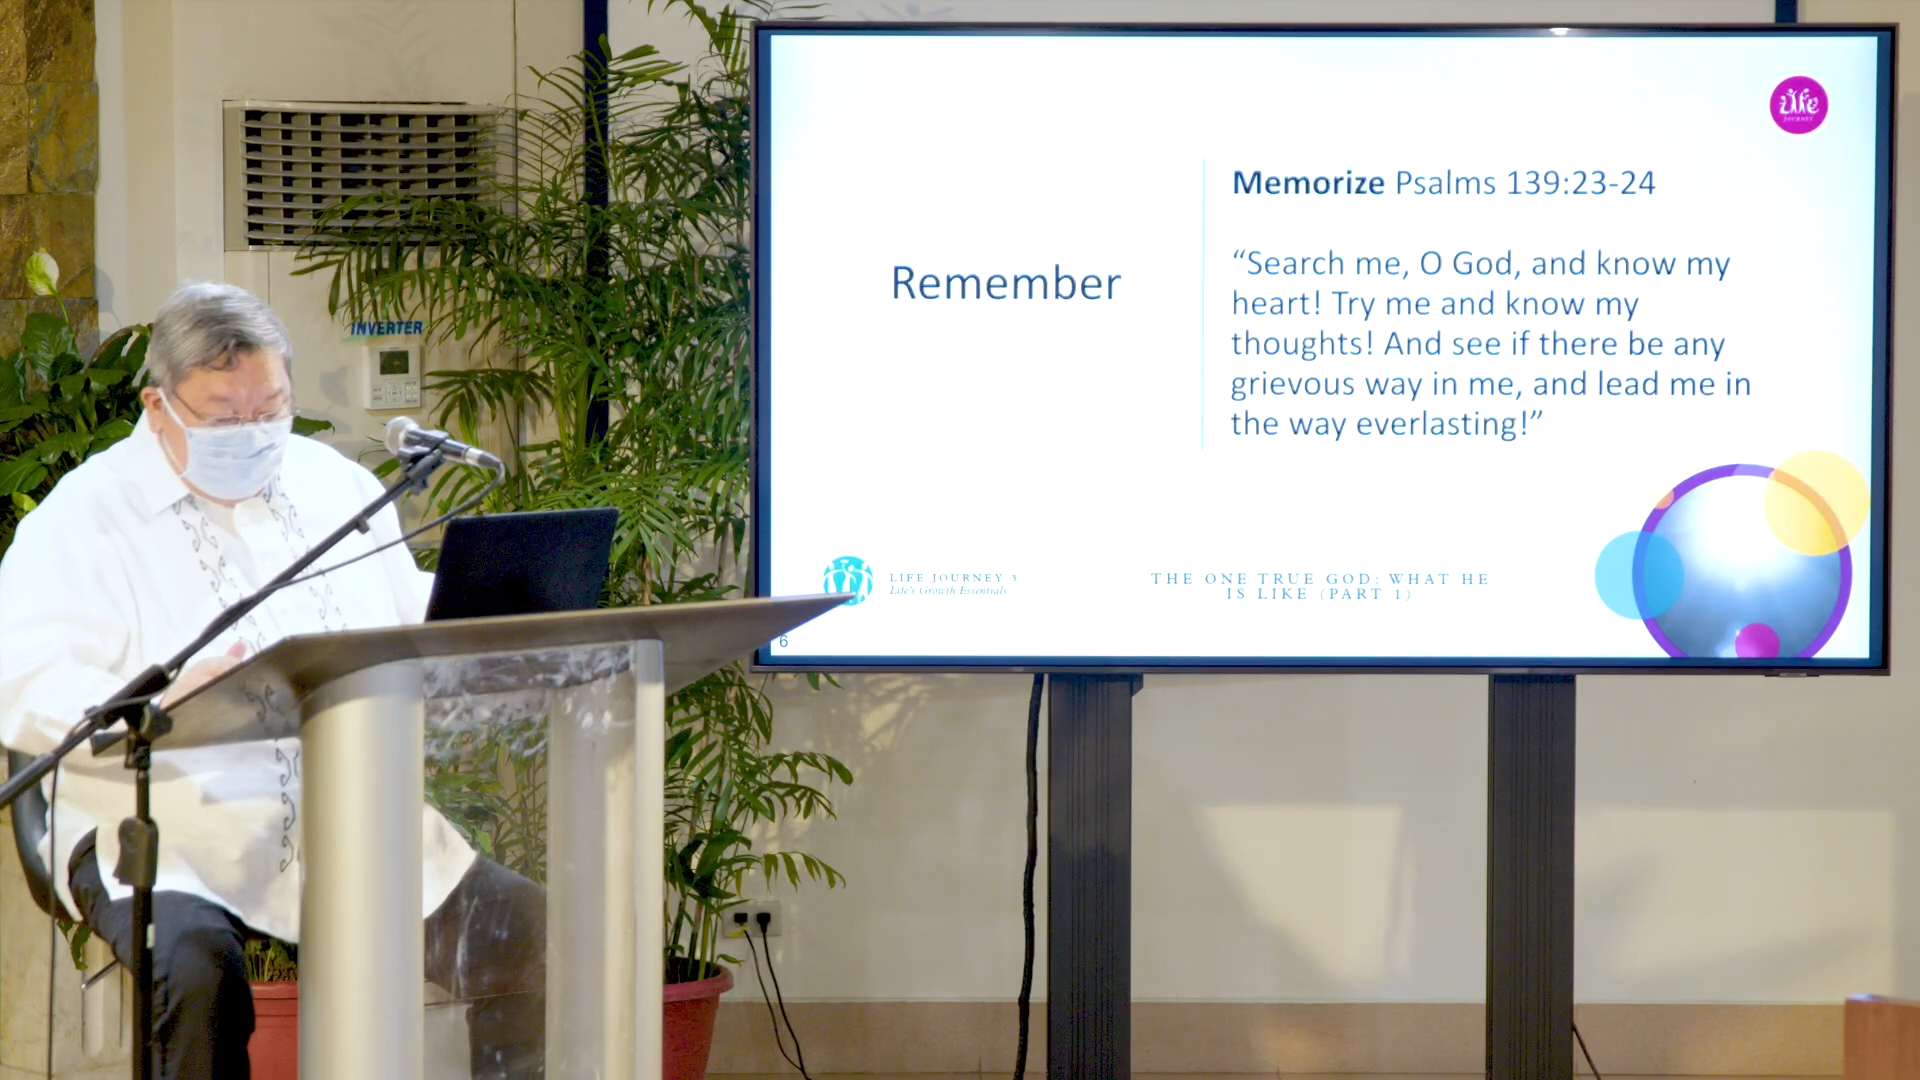 Life
JOURNEY
Memorize Psalms 139:23-24
Remember
“Search me, O God, and know my
heart! Try me and know my
thoughts! And see if there be any
grievous way in me, and lead me in
the way everlasting!”
INVERTER
LIFE JOURNEY 3
Life's Growth Essentials
THE ONE TRUE GOD: WHAT HE
IS LIKE (PART 1)
6